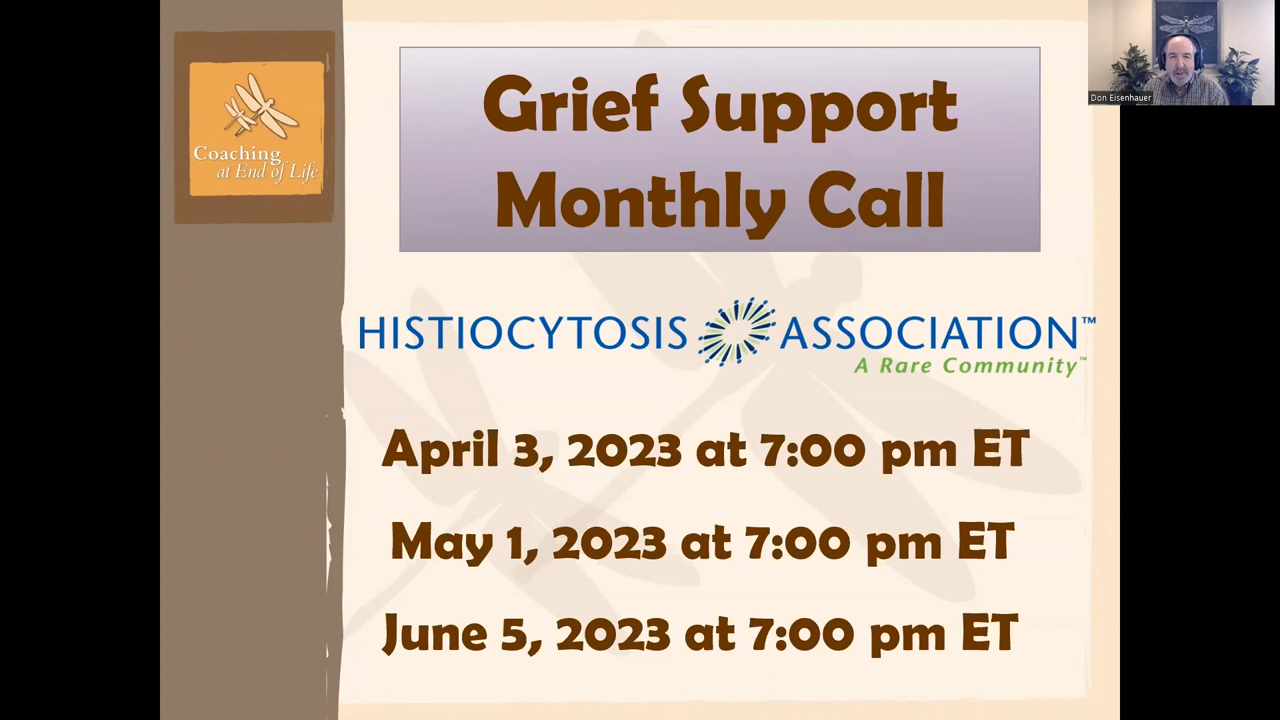 Coaching
at End of Life
Grief Support
Monthly Call
HISTIOCYTOSIS ASSOCIATION™
A Rare Community™
April 3, 2023 at 7:00 pm ET
May 1, 2023 at 7:00 pm ET
June 5, 2023 at 7:00 pm ET
Don Eisenhauer